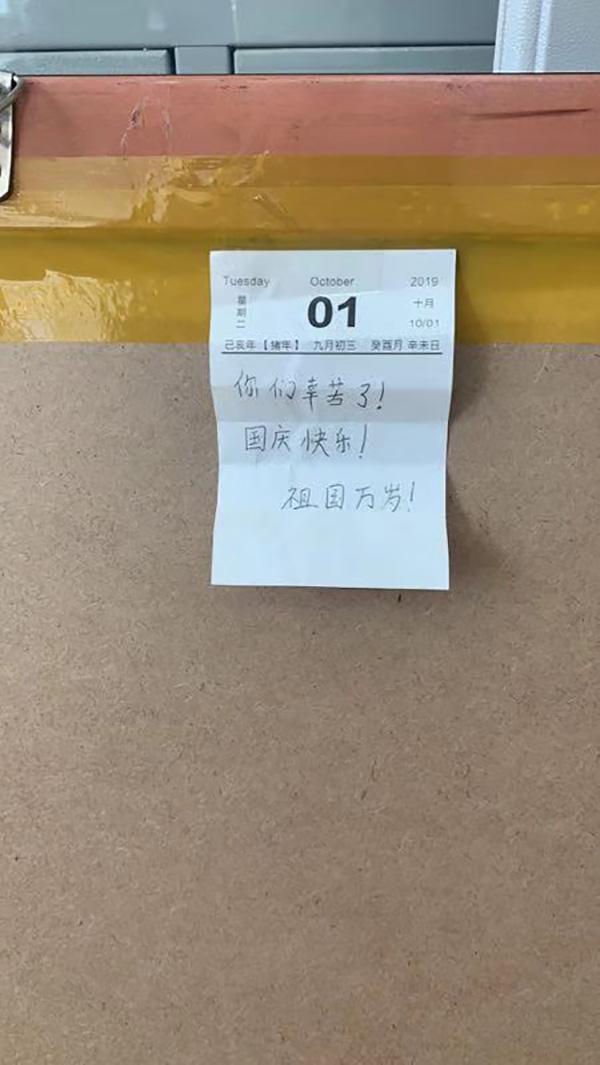 Tuesday October 2019
星期二 01 十月
10/01
己亥年【猪年】 九月初三 癸酉月 辛未日
你们辛苦了!
国庆快乐!
祖国万岁!